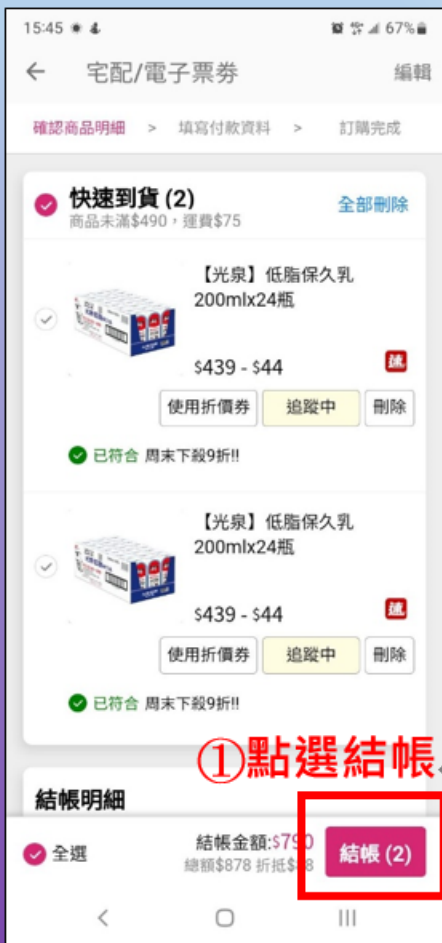 15:45
67%
宅配/電子票券
編輯
確認商品明細 > 填寫付款資料 > 訂購完成
快速到貨 (2)
全部刪除
商品未滿$490,運費$75
【光泉】低脂保久乳
200mlx24瓶
$439 - $44
速
使用折價券 追蹤中 刪除
已符合 周末下殺9折!!
【光泉】低脂保久乳
200mlx24瓶
$439 - $44
速
使用折價券 追蹤中 刪除
已符合 周末下殺9折!!
①點選結帳
結帳明細
全選
結帳金額:$790
總額$878 折抵$88
結帳 (2)